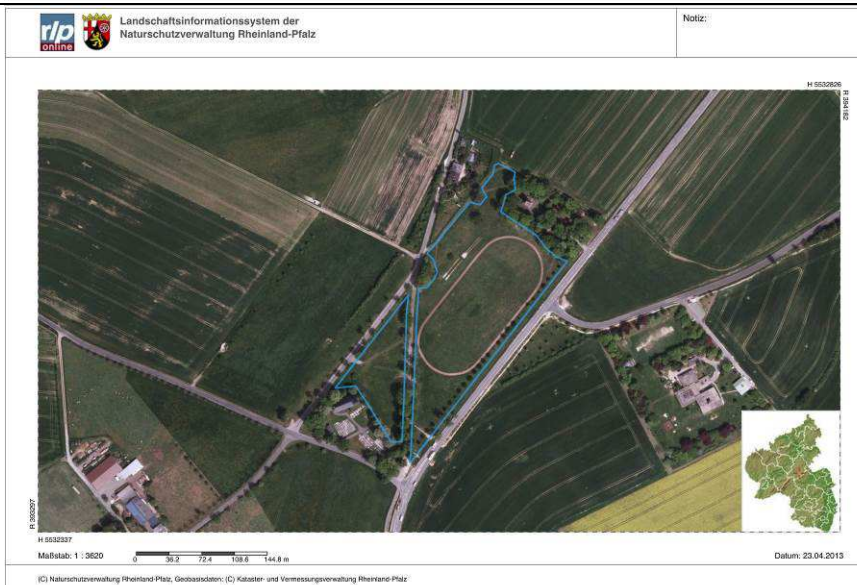 rlp
online
Landschaftsinformationssystem der
Naturschutzverwaltung Rheinland-Pfalz
Notiz:
H 5532826
R 394162
R 393297
H 5532337
Maßstab: 1 : 3620
0 36.2 72.4 108.6 144.8 m
Datum: 23.04.2013
(C) Naturschutzverwaltung Rheinland-Pfalz, Geobasisdaten: (C) Kataster- und Vermessungsverwaltung Rheinland-Pfalz